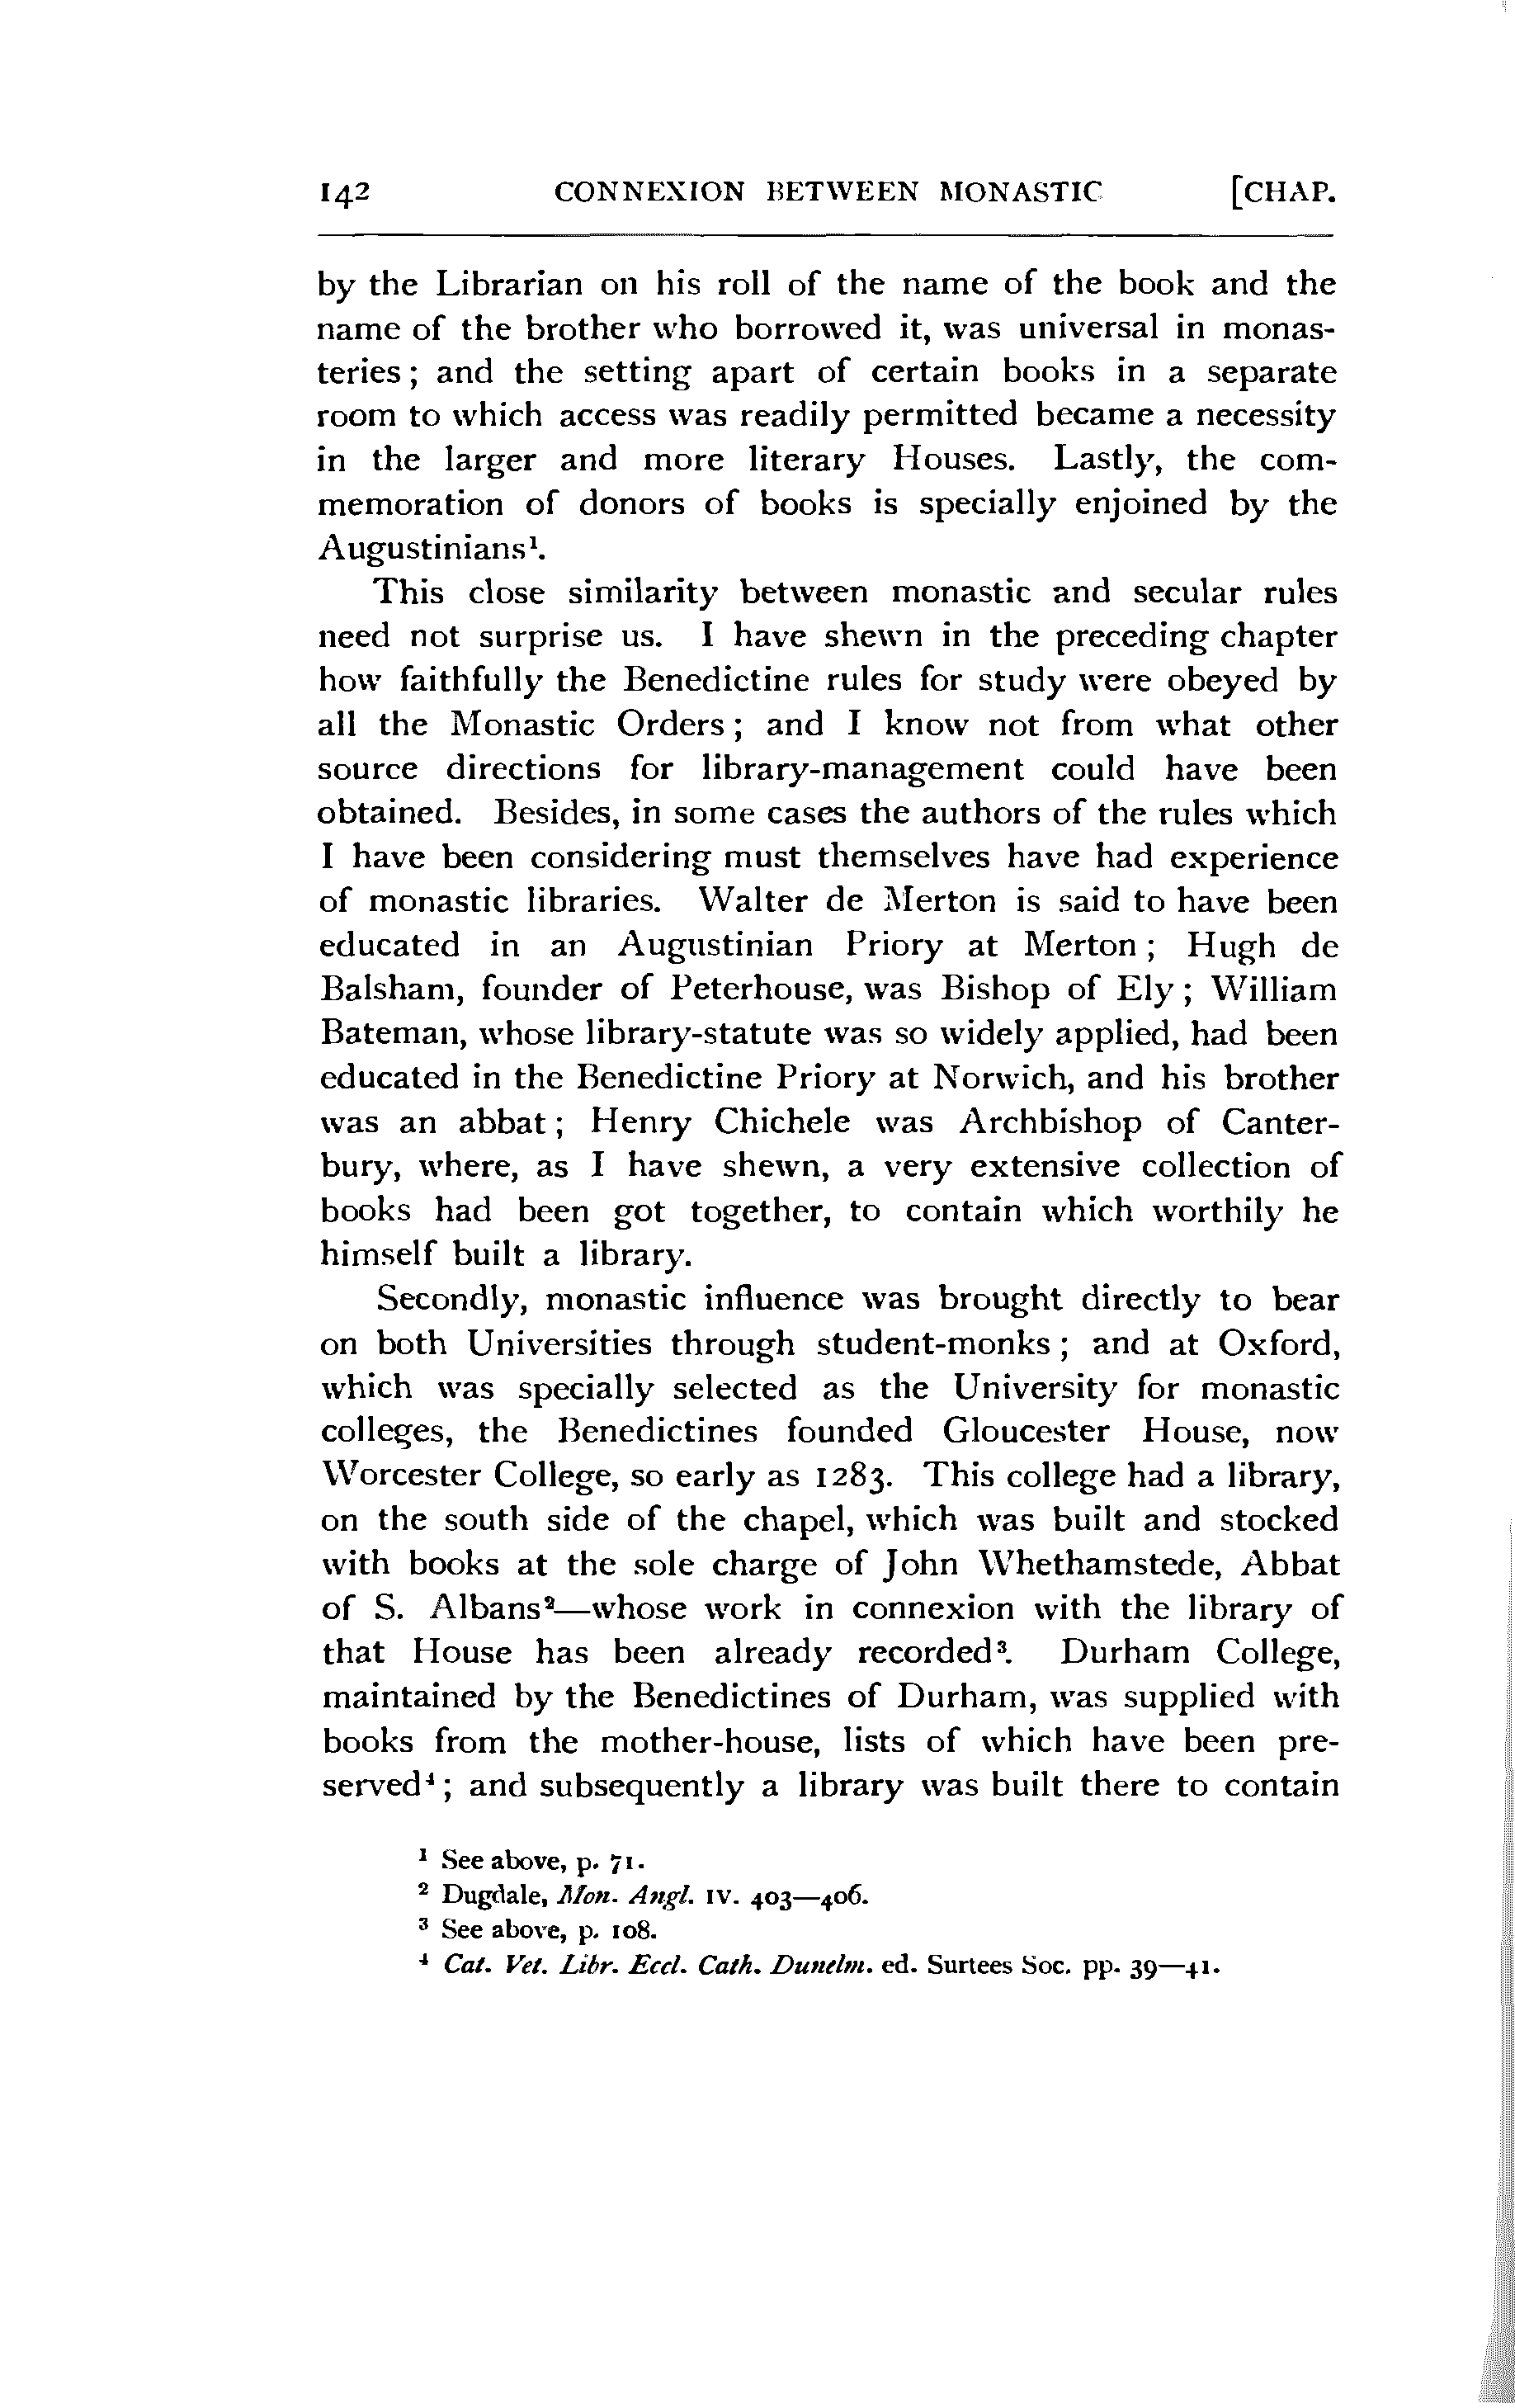 142 CONNEXION BETWEEN MONASTIC [CHAP.
by the Librarian on his roll of the name of the book and the
name of the brother who borrowed it, was universal in monas-
teries; and the setting apart of certain books in a separate
room to which access was readily permitted became a necessity
in the larger and more literary Houses. Lastly, the com-
memoration of donors of books is specially enjoined by the
Augustinians¹.
This close similarity between monastic and secular rules
need not surprise us. I have shewn in the preceding chapter
how faithfully the Benedictine rules for study were obeyed by
all the Monastic Orders; and I know not from what other
source directions for library-management could have been
obtained. Besides, in some cases the authors of the rules which
I have been considering must themselves have had experience
of monastic libraries. Walter de Merton is said to have been
educated in an Augustinian Priory at Merton; Hugh de
Balsham, founder of Peterhouse, was Bishop of Ely; William
Bateman, whose library-statute was so widely applied, had been
educated in the Benedictine Priory at Norwich, and his brother
was an abbat; Henry Chichele was Archbishop of Canter-
bury, where, as I have shewn, a very extensive collection of
books had been got together, to contain which worthily he
himself built a library.
Secondly, monastic influence was brought directly to bear
on both Universities through student-monks; and at Oxford,
which was specially selected as the University for monastic
colleges, the Benedictines founded Gloucester House, now
Worcester College, so early as 1283. This college had a library,
on the south side of the chapel, which was built and stocked
with books at the sole charge of John Whethamstede, Abbat
of S. Albans²—whose work in connexion with the library of
that House has been already recorded³. Durham College,
maintained by the Benedictines of Durham, was supplied with
books from the mother-house, lists of which have been pre-
served⁴; and subsequently a library was built there to contain
¹ See above, p. 71.
² Dugdale, Mon. Angl. IV. 403—406.
³ See above, p. 108.
⁴ Cat. Vet. Libr. Eccl. Cath. Dunelm. ed. Surtees Soc. pp. 39—41.